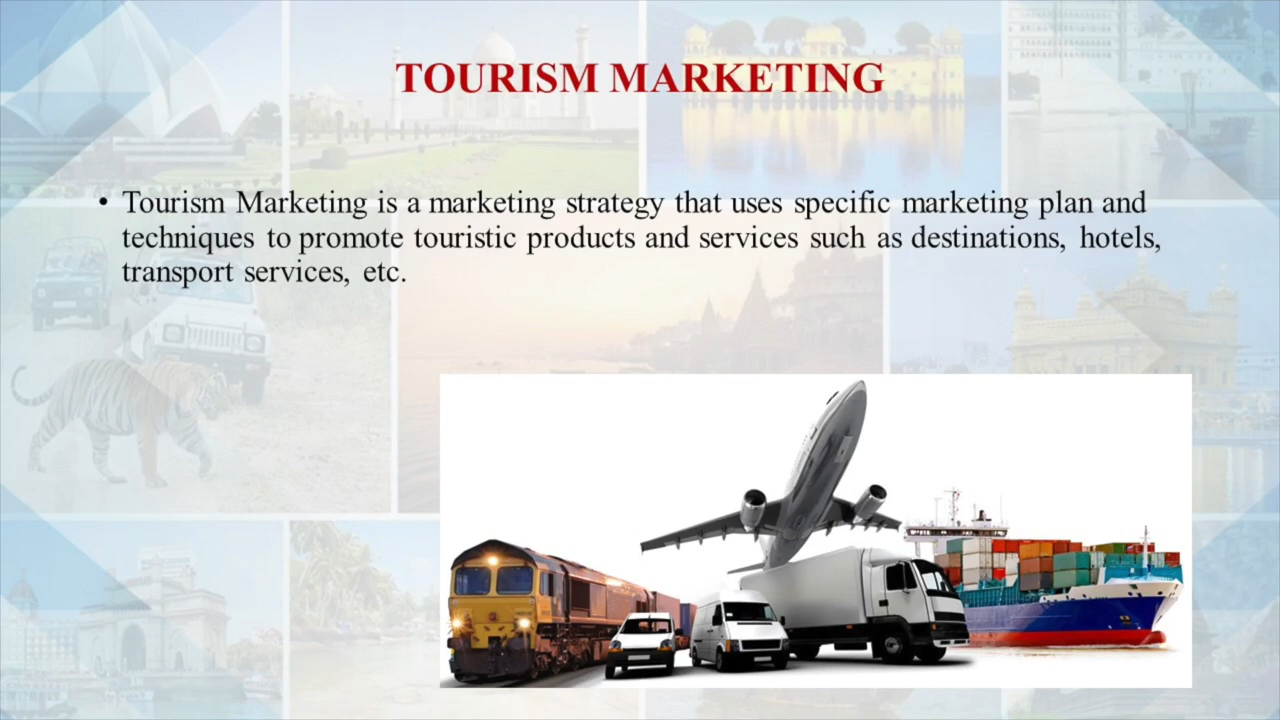 TOURISM MARKETING
• Tourism Marketing is a marketing strategy that uses specific marketing plan and
techniques to promote touristic products and services such as destinations, hotels,
transport services, etc.